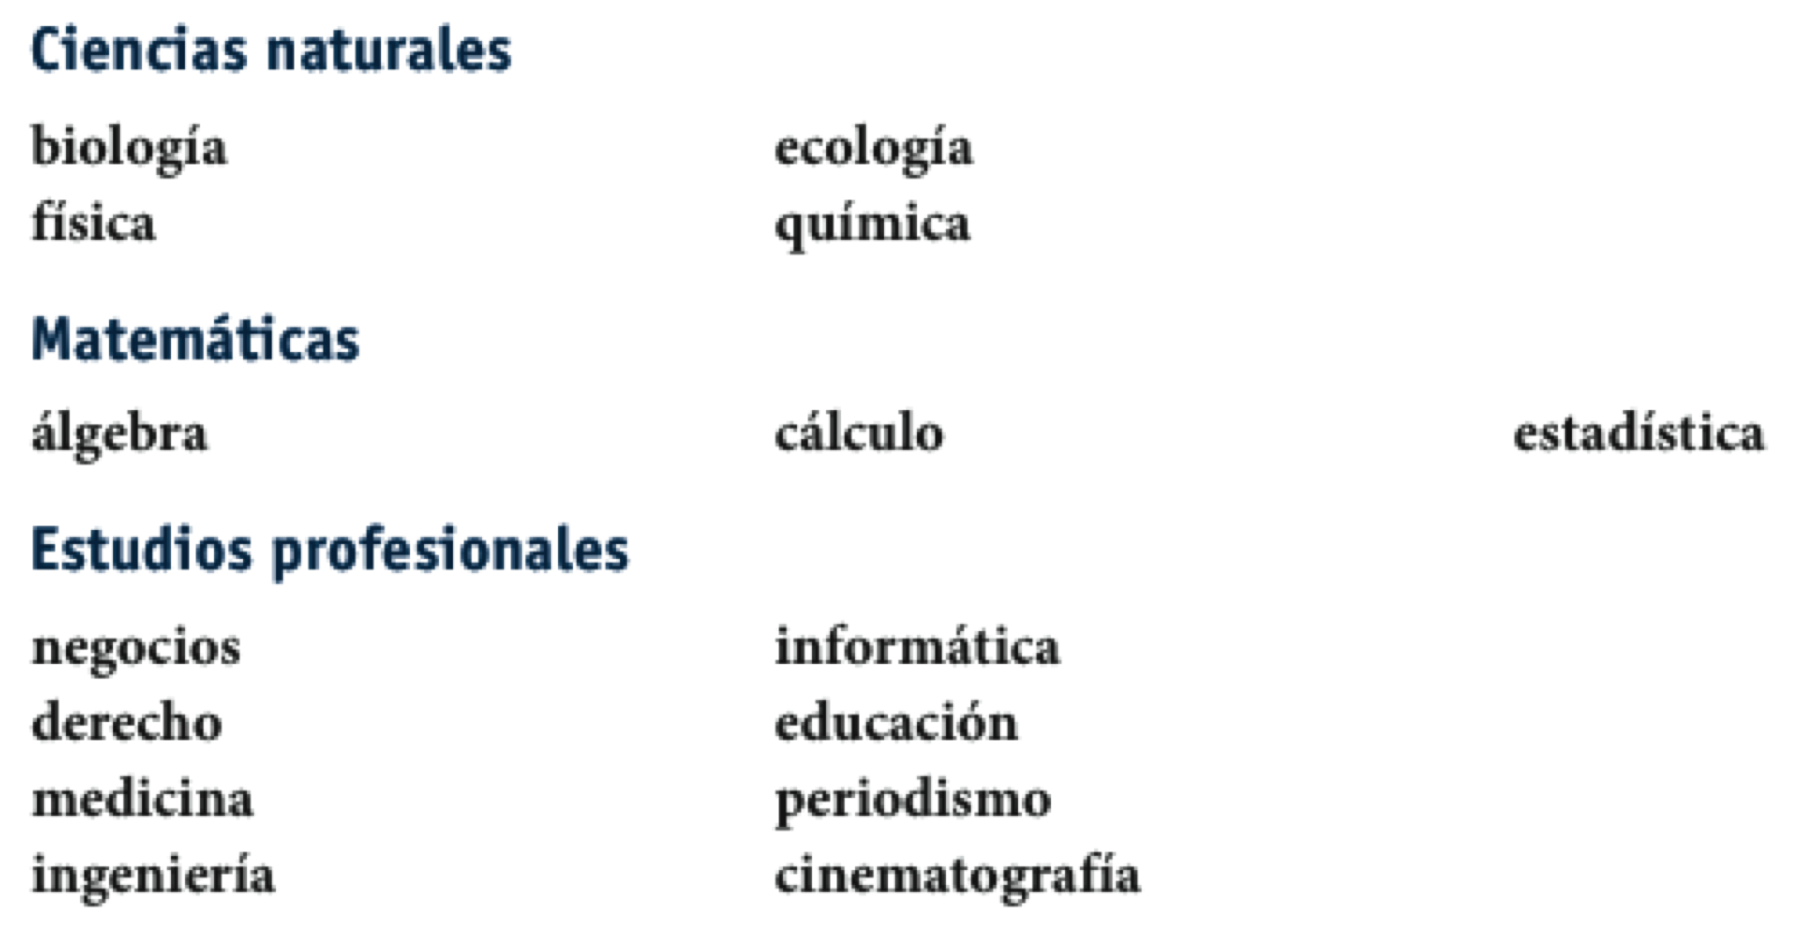 Ciencias naturales
biología ecología
física química
Matemáticas
álgebra cálculo estadística
Estudios profesionales
negocios informática
derecho educación
medicina periodismo
ingeniería cinematografía